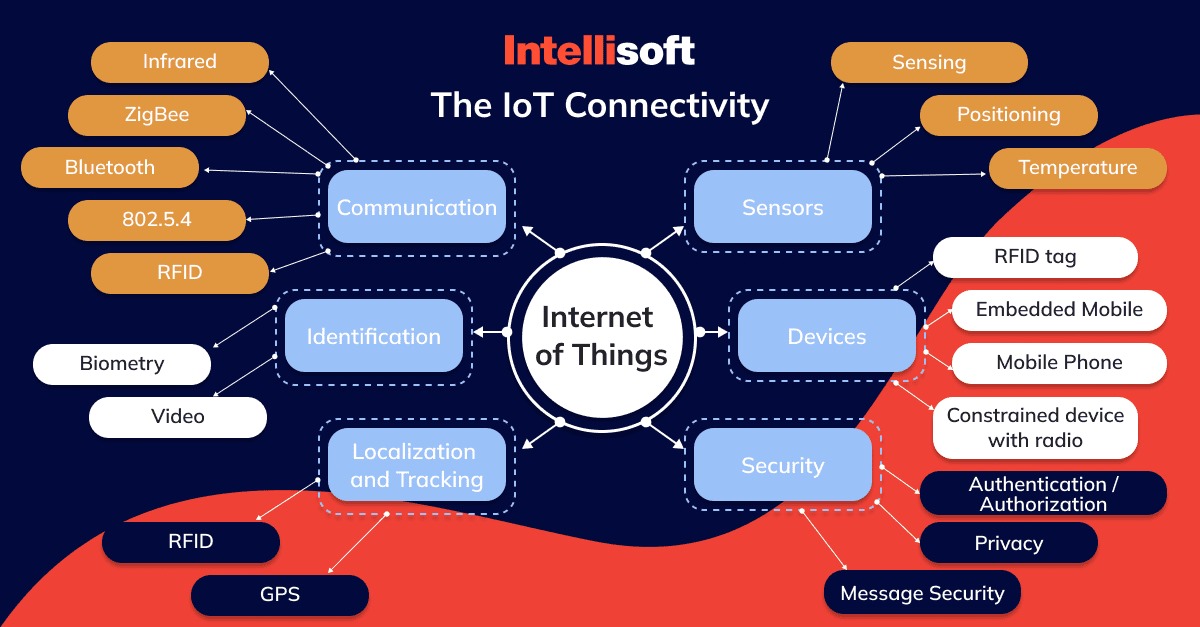 Intellisoft
The IoT Connectivity
Infrared
ZigBee
Bluetooth
802.5.4
RFID
Communication
Sensing
Positioning
Temperature
Sensors
Internet
of Things
Identification
Biometry
Video
Devices
RFID tag
Embedded Mobile
Mobile Phone
Constrained device
with radio
Localization
and Tracking
RFID
GPS
Security
Authentication /
Authorization
Privacy
Message Security